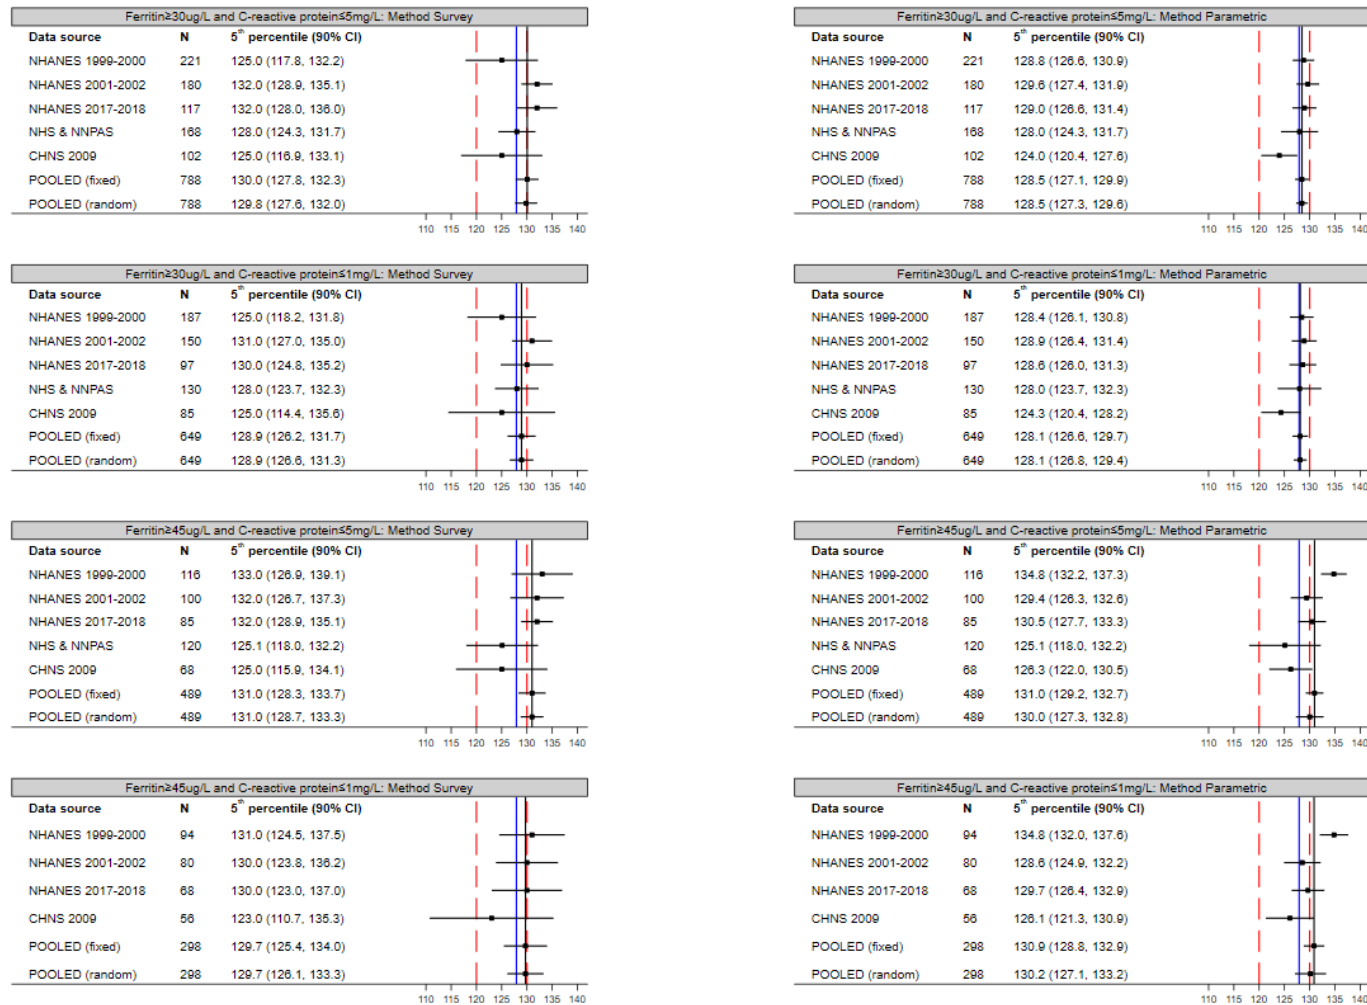 Ferritin≥30ug/L and C-reactive protein≤5mg/L: Method Survey
Data source N 5th percentile (90% CI)
NHANES 1999-2000 221 125.0 (117.8, 132.2)
NHANES 2001-2002 180 132.0 (128.9, 135.1)
NHANES 2017-2018 117 132.0 (128.0, 136.0)
NHS & NNPAS 168 128.0 (124.3, 131.7)
CHNS 2009 102 125.0 (116.9, 133.1)
POOLED (fixed) 788 130.0 (127.8, 132.3)
POOLED (random) 788 129.8 (127.6, 132.0)
110 115 120 125 130 135 140
Ferritin≥30ug/L and C-reactive protein≤5mg/L: Method Parametric
Data source N 5th percentile (90% CI)
NHANES 1999-2000 221 128.8 (126.6, 130.9)
NHANES 2001-2002 180 129.6 (127.4, 131.9)
NHANES 2017-2018 117 129.0 (126.6, 131.4)
NHS & NNPAS 168 128.0 (124.3, 131.7)
CHNS 2009 102 124.0 (120.4, 127.6)
POOLED (fixed) 788 128.5 (127.1, 129.9)
POOLED (random) 788 128.5 (127.3, 129.6)
110 115 120 125 130 135 140
Ferritin≥30ug/L and C-reactive protein≤1mg/L: Method Survey
Data source N 5th percentile (90% CI)
NHANES 1999-2000 187 125.0 (118.2, 131.8)
NHANES 2001-2002 150 131.0 (127.0, 135.0)
NHANES 2017-2018 97 130.0 (124.8, 135.2)
NHS & NNPAS 130 128.0 (123.7, 132.3)
CHNS 2009 85 125.0 (114.4, 135.6)
POOLED (fixed) 649 128.9 (126.2, 131.7)
POOLED (random) 649 128.9 (126.6, 131.3)
110 115 120 125 130 135 140
Ferritin≥30ug/L and C-reactive protein≤1mg/L: Method Parametric
Data source N 5th percentile (90% CI)
NHANES 1999-2000 187 128.4 (126.1, 130.8)
NHANES 2001-2002 150 128.9 (126.4, 131.4)
NHANES 2017-2018 97 128.6 (126.0, 131.3)
NHS & NNPAS 130 128.0 (123.7, 132.3)
CHNS 2009 85 124.3 (120.4, 128.2)
POOLED (fixed) 649 128.1 (126.6, 129.7)
POOLED (random) 649 128.1 (126.8, 129.4)
110 115 120 125 130 135 140
Ferritin≥45ug/L and C-reactive protein≤5mg/L: Method Survey
Data source N 5th percentile (90% CI)
NHANES 1999-2000 116 133.0 (126.9, 139.1)
NHANES 2001-2002 100 132.0 (126.7, 137.3)
NHANES 2017-2018 85 132.0 (128.9, 135.1)
NHS & NNPAS 120 125.1 (118.0, 132.2)
CHNS 2009 68 125.0 (115.9, 134.1)
POOLED (fixed) 489 131.0 (128.3, 133.7)
POOLED (random) 489 131.0 (128.7, 133.3)
110 115 120 125 130 135 140
Ferritin≥45ug/L and C-reactive protein≤5mg/L: Method Parametric
Data source N 5th percentile (90% CI)
NHANES 1999-2000 116 134.8 (132.2, 137.3)
NHANES 2001-2002 100 129.4 (126.3, 132.6)
NHANES 2017-2018 85 130.5 (127.7, 133.3)
NHS & NNPAS 120 125.1 (118.0, 132.2)
CHNS 2009 68 126.3 (122.0, 130.5)
POOLED (fixed) 489 131.0 (129.2, 132.7)
POOLED (random) 489 130.0 (127.3, 132.8)
110 115 120 125 130 135 140
Ferritin≥45ug/L and C-reactive protein≤1mg/L: Method Survey
Data source N 5th percentile (90% CI)
NHANES 1999-2000 94 131.0 (124.5, 137.5)
NHANES 2001-2002 80 130.0 (123.8, 136.2)
NHANES 2017-2018 68 130.0 (123.0, 137.0)
CHNS 2009 56 123.0 (110.7, 135.3)
POOLED (fixed) 298 129.7 (125.4, 134.0)
POOLED (random) 298 129.7 (126.1, 133.3)
110 115 120 125 130 135 140
Ferritin≥45ug/L and C-reactive protein≤1mg/L: Method Parametric
Data source N 5th percentile (90% CI)
NHANES 1999-2000 94 134.8 (132.0, 137.6)
NHANES 2001-2002 80 128.6 (124.9, 132.2)
NHANES 2017-2018 68 129.7 (126.4, 132.9)
CHNS 2009 56 126.1 (121.3, 130.9)
POOLED (fixed) 298 130.9 (128.8, 132.9)
POOLED (random) 298 130.2 (127.1, 133.2)
110 115 120 125 130 135 140